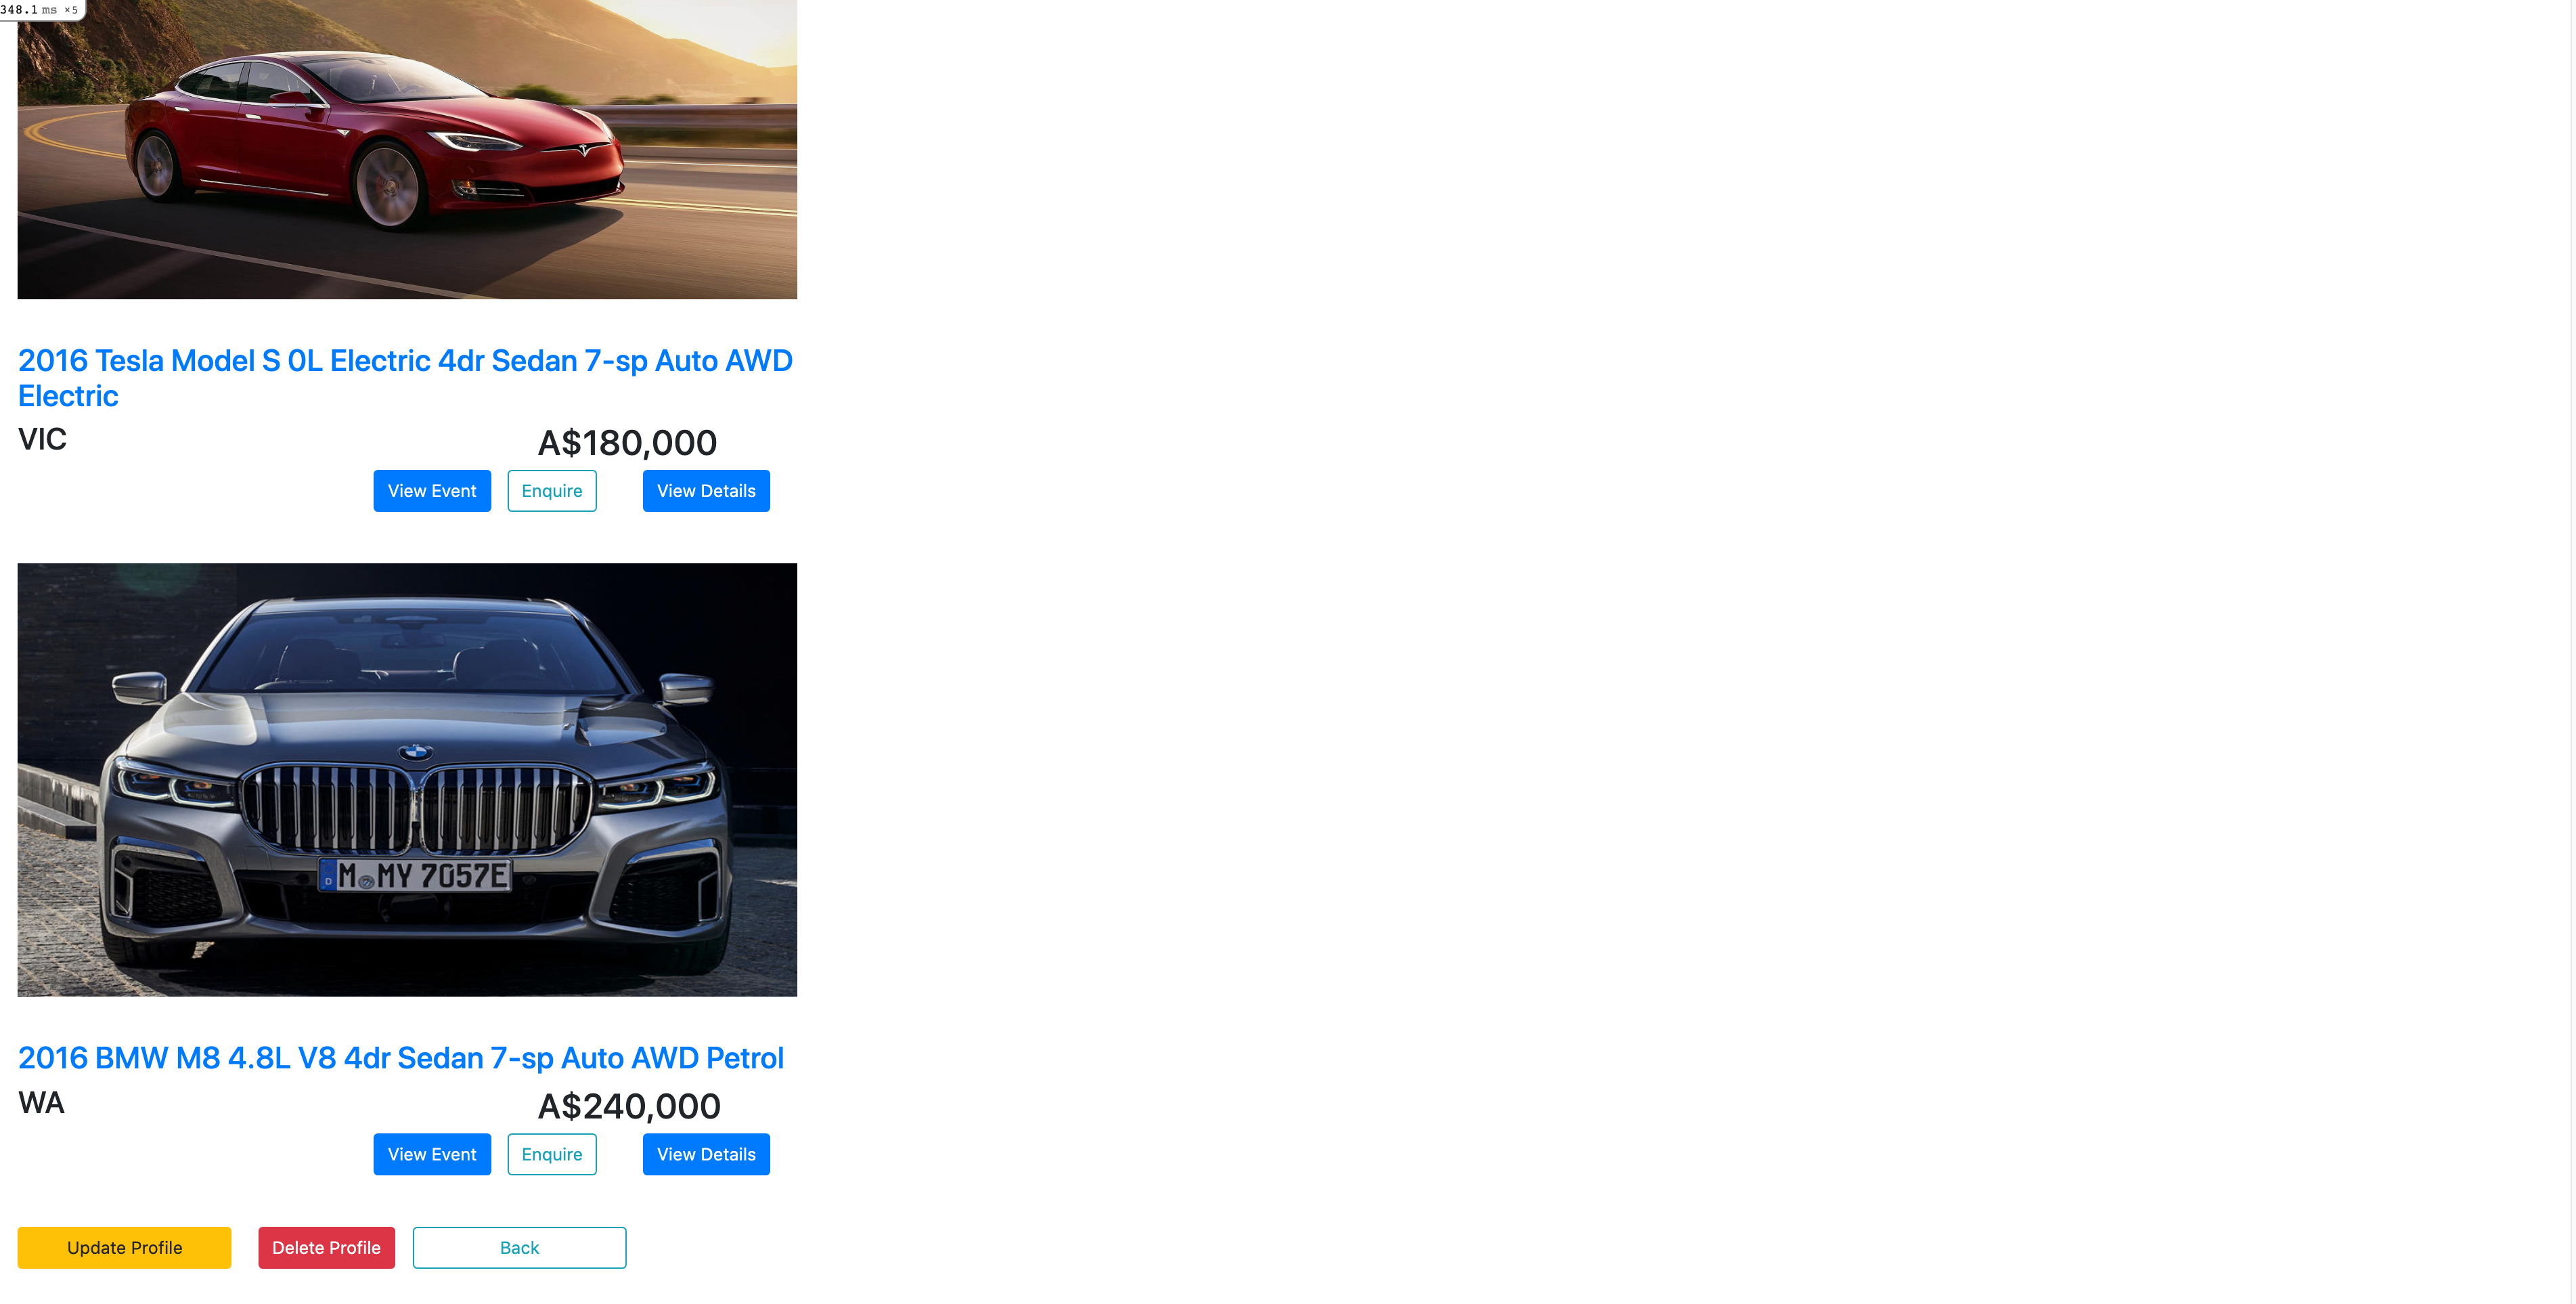 348.1 ms ×5
2016 Tesla Model S 0L Electric 4dr Sedan 7-sp Auto AWD
Electric
VIC
A$180,000
View Event
Enquire
View Details
D M MY 7057E
2016 BMW M8 4.8L V8 4dr Sedan 7-sp Auto AWD Petrol
WA
A$240,000
View Event
Enquire
View Details
Update Profile
Delete Profile
Back